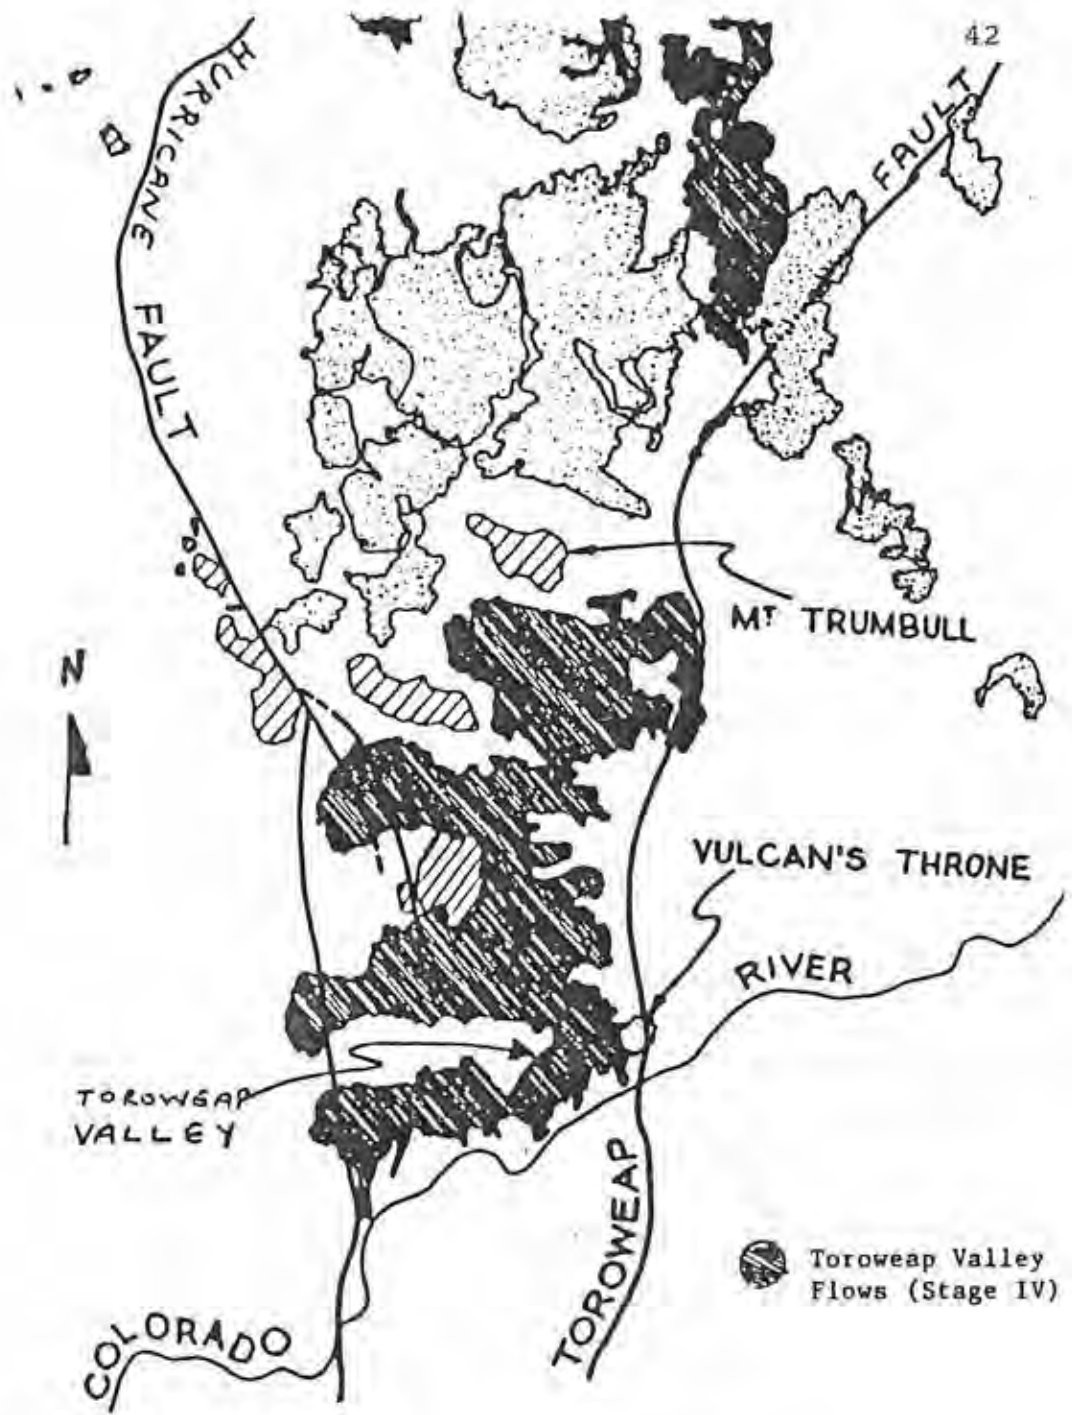 42
HURRICANE FAULT
FAULT
MT TRUMBULL
N
VULCAN'S THRONE
RIVER
TOROWEAP
VALLEY
TOROWEAP
Toroweap Valley
Flows (Stage IV)
COLORADO